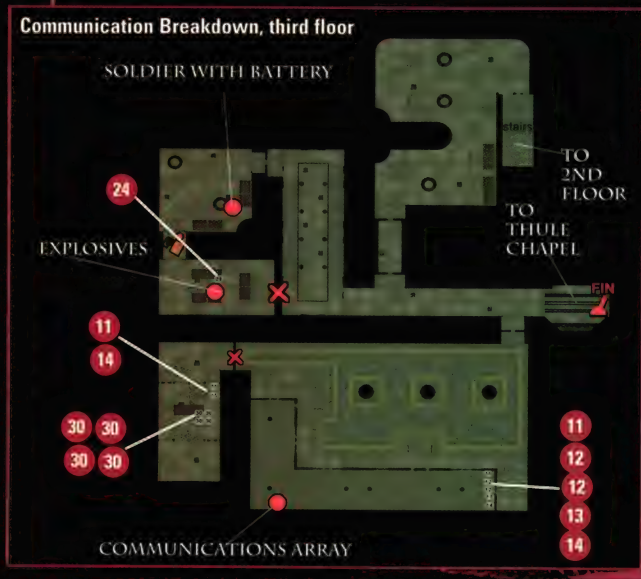 Communication Breakdown, third floor
SOLDIER WITH BATTERY
stairs
TO
2ND
FLOOR
24
TO
THULE
CHAPEL
EXPLOSIVES
FIN
11
14
30 30
30 30
11
12
12
13
14
COMMUNICATIONS ARRAY